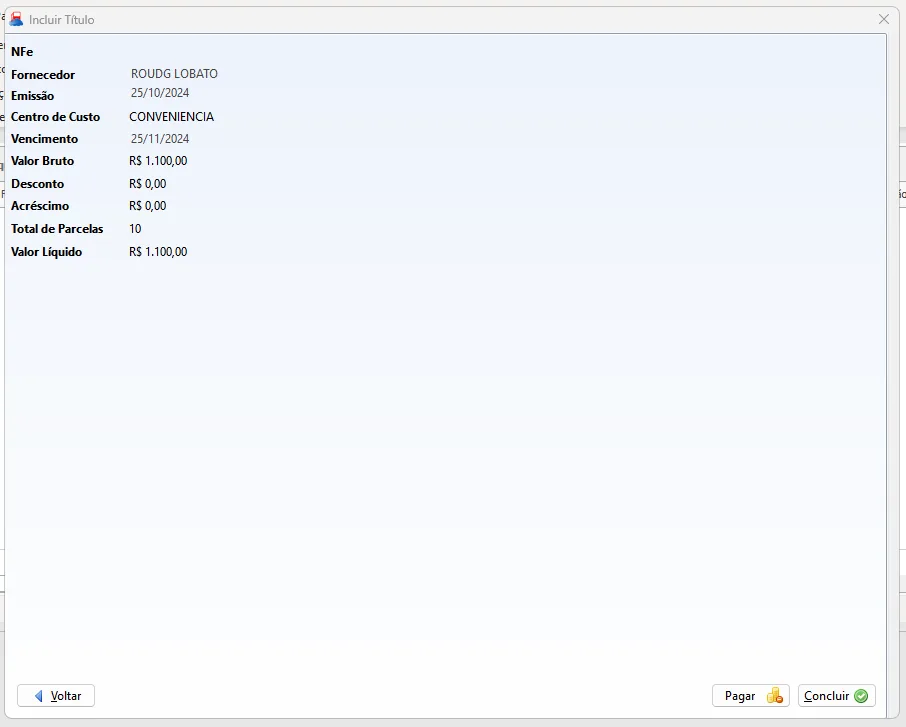 Incluir Título
NFe
Fornecedor ROUDG LOBATO
Emissão 25/10/2024
Centro de Custo CONVENIENCIA
Vencimento 25/11/2024
Valor Bruto R$ 1.100,00
Desconto R$ 0,00
Acréscimo R$ 0,00
Total de Parcelas 10
Valor Líquido R$ 1.100,00
Voltar Pagar Concluir